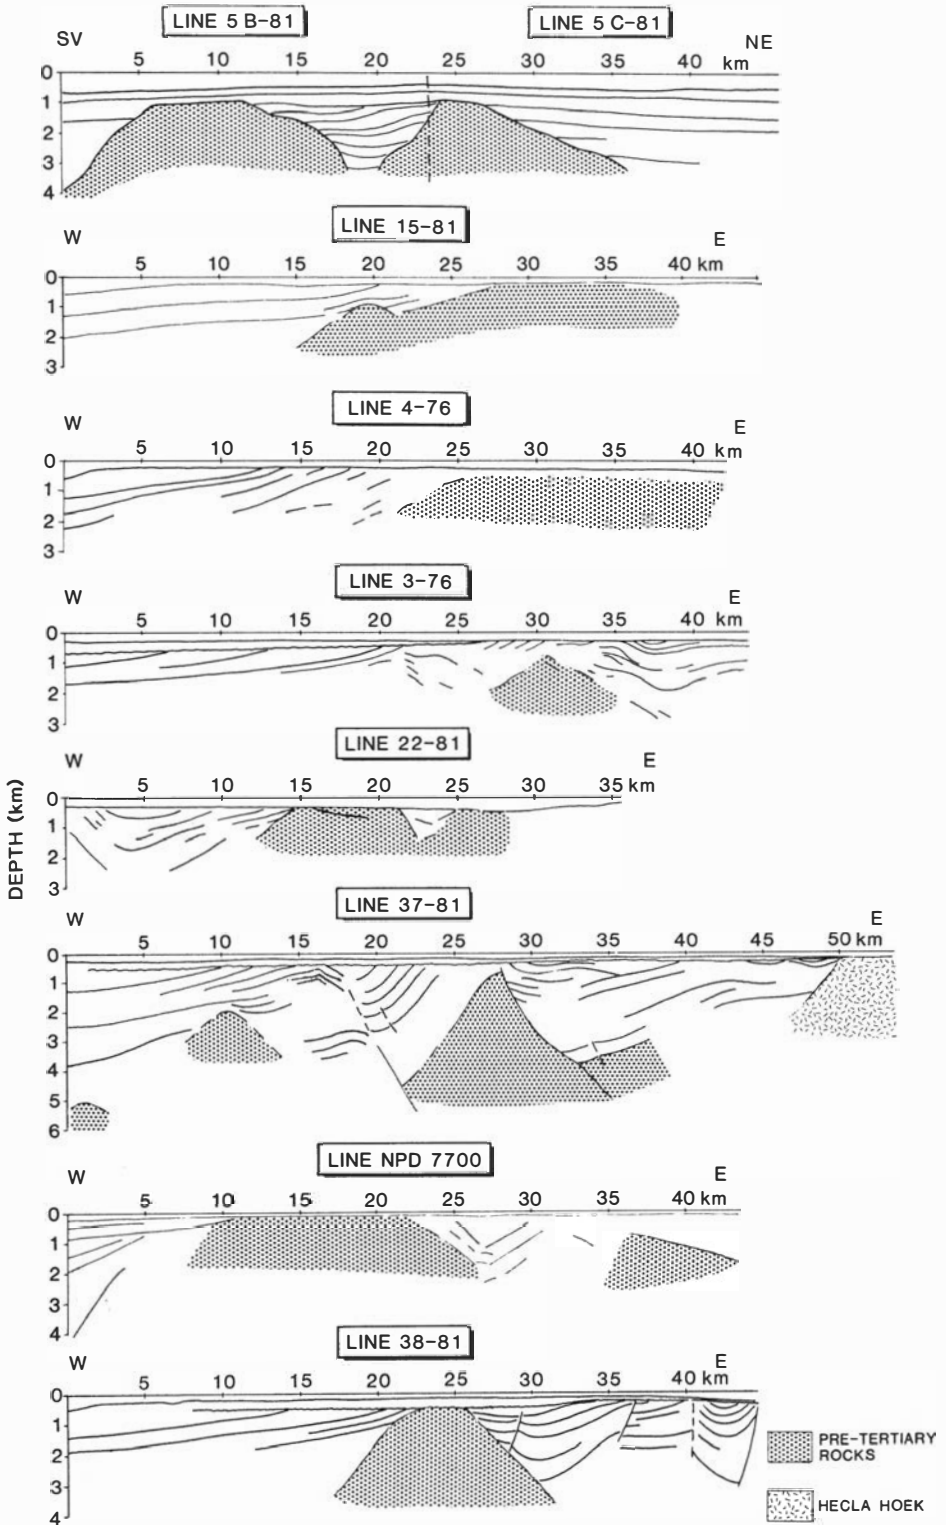 LINE 5 B-81 LINE 5 C-81
SV NE
5 10 15 20 25 30 35 40 km
0
1
2
3
4
LINE 15-81
W E
5 10 15 20 25 30 35 40 km
0
1
2
3
LINE 4-76
W E
5 10 15 20 25 30 35 40 km
0
1
2
3
LINE 3-76
W E
5 10 15 20 25 30 35 40 km
0
1
2
3
LINE 22-81
W E
5 10 15 20 25 30 35 km
0
1
2
3
DEPTH (km)
LINE 37-81
W E
5 10 15 20 25 30 35 40 45 50 km
0
1
2
3
4
5
6
LINE NPD 7700
W E
5 10 15 20 25 30 35 40 km
0
1
2
3
4
LINE 38-81
W E
5 10 15 20 25 30 35 40 km
0
1
2
3
4
PRE-TERTIARY
ROCKS
HECLA HOEK